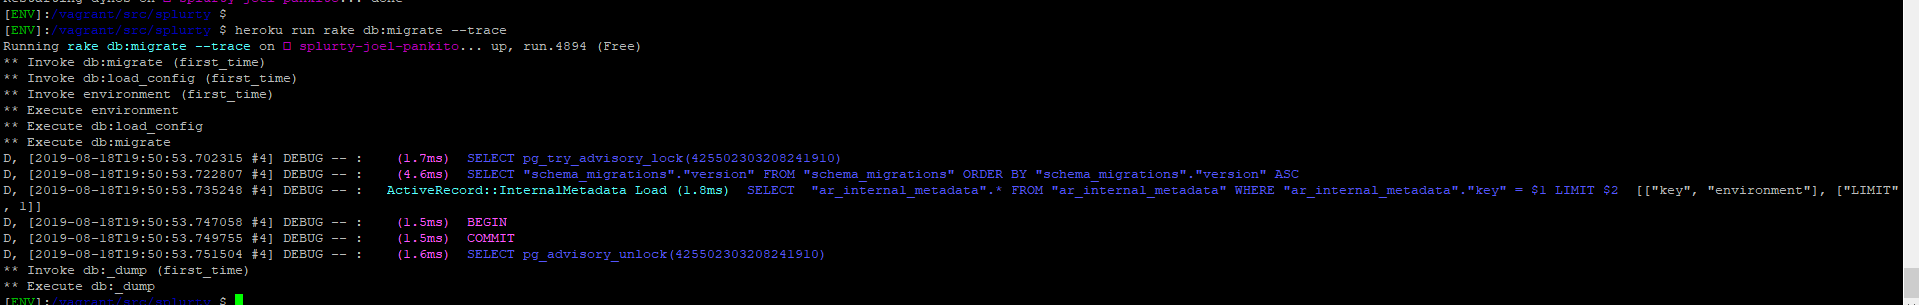 Restarting dynos on ⬢ splurty-joel-pankito... done
[ENV]:/vagrant/src/splurty $
[ENV]:/vagrant/src/splurty $ heroku run rake db:migrate --trace
Running rake db:migrate --trace on □ splurty-joel-pankito... up, run.4894 (Free)
** Invoke db:migrate (first_time)
** Invoke db:load_config (first_time)
** Invoke environment (first_time)
** Execute environment
** Execute db:load_config
** Execute db:migrate
D, [2019-08-18T19:50:53.702315 #4] DEBUG -- :    (1.7ms)  SELECT pg_try_advisory_lock(425502303208241910)
D, [2019-08-18T19:50:53.722807 #4] DEBUG -- :    (4.6ms)  SELECT "schema_migrations"."version" FROM "schema_migrations" ORDER BY "schema_migrations"."version" ASC
D, [2019-08-18T19:50:53.735248 #4] DEBUG -- :   ActiveRecord::InternalMetadata Load (1.8ms)  SELECT  "ar_internal_metadata".* FROM "ar_internal_metadata" WHERE "ar_internal_metadata"."key" = $1 LIMIT $2  [["key", "environment"], ["LIMIT"
, 1]]
D, [2019-08-18T19:50:53.747058 #4] DEBUG -- :    (1.5ms)  BEGIN
D, [2019-08-18T19:50:53.749755 #4] DEBUG -- :    (1.5ms)  COMMIT
D, [2019-08-18T19:50:53.751504 #4] DEBUG -- :    (1.6ms)  SELECT pg_advisory_unlock(425502303208241910)
** Invoke db:_dump (first_time)
** Execute db:_dump
[ENV]:/vagrant/src/splurty $